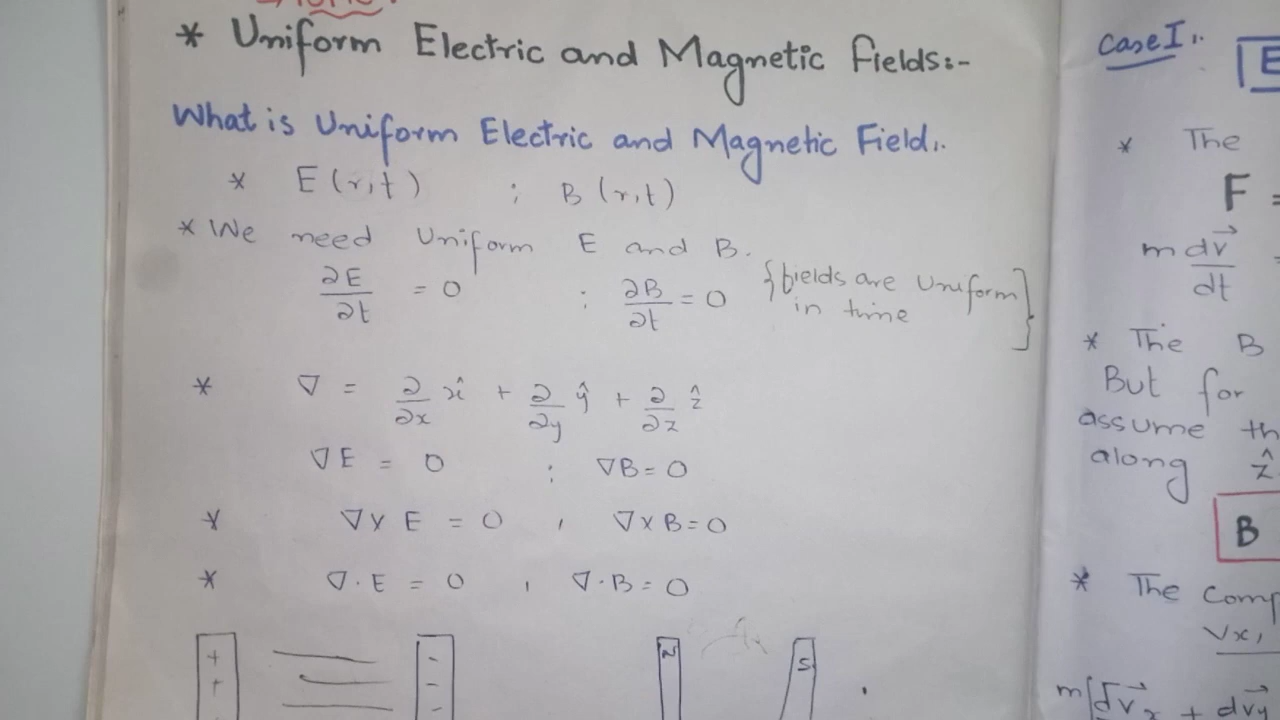 * Uniform Electric and Magnetic fields:-
What is Uniform Electric and Magnetic Field:.
* E (r,t) ; B (r,t)
* We need Uniform E and B.
∂E/∂t = 0 ; ∂B/∂t = 0 {fields are Uniform in time}
* ∇ = ∂/∂x x̂ + ∂/∂y ŷ + ∂/∂z ẑ
∇E = 0 ; ∇B = 0
* ∇×E = 0 , ∇×B = 0
* ∇·E = 0 , ∇·B = 0
+ - N S
+ -
-
Case I:.
E
* The
F =
m dv⃗/dt
* The B
But for
assume th
along ẑ
B
* The Comp
Vx,
m[dv⃗x + dv⃗y